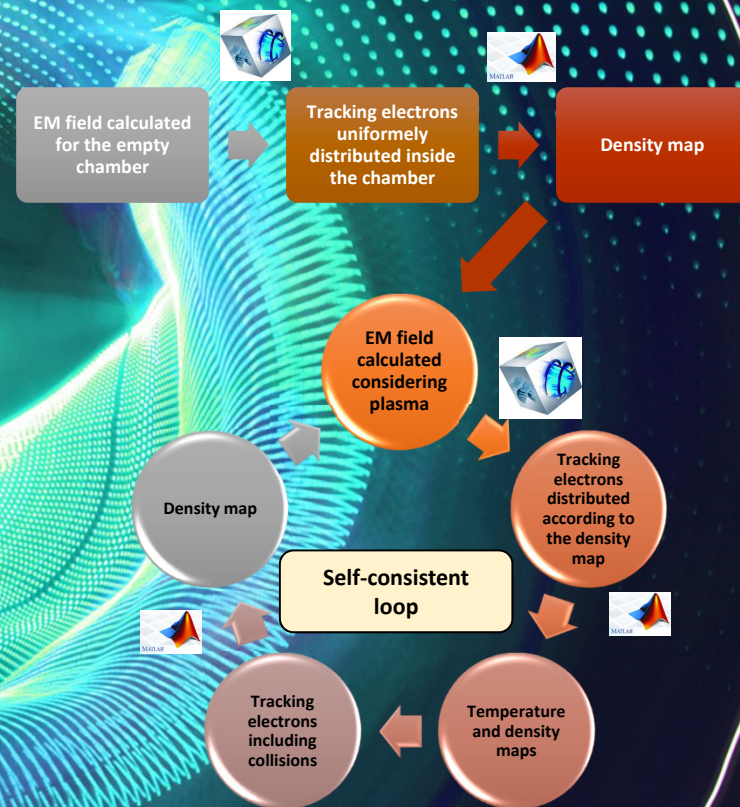 EM field calculated
for the empty
chamber
Tracking electrons
uniformely
distributed inside
the chamber
MATLAB
Density map
EM field
calculated
considering
plasma
Tracking
electrons
distributed
according to
the density
map
MATLAB
Temperature
and density
maps
Tracking
electrons
including
collisions
MATLAB
Density map
Self-consistent
loop